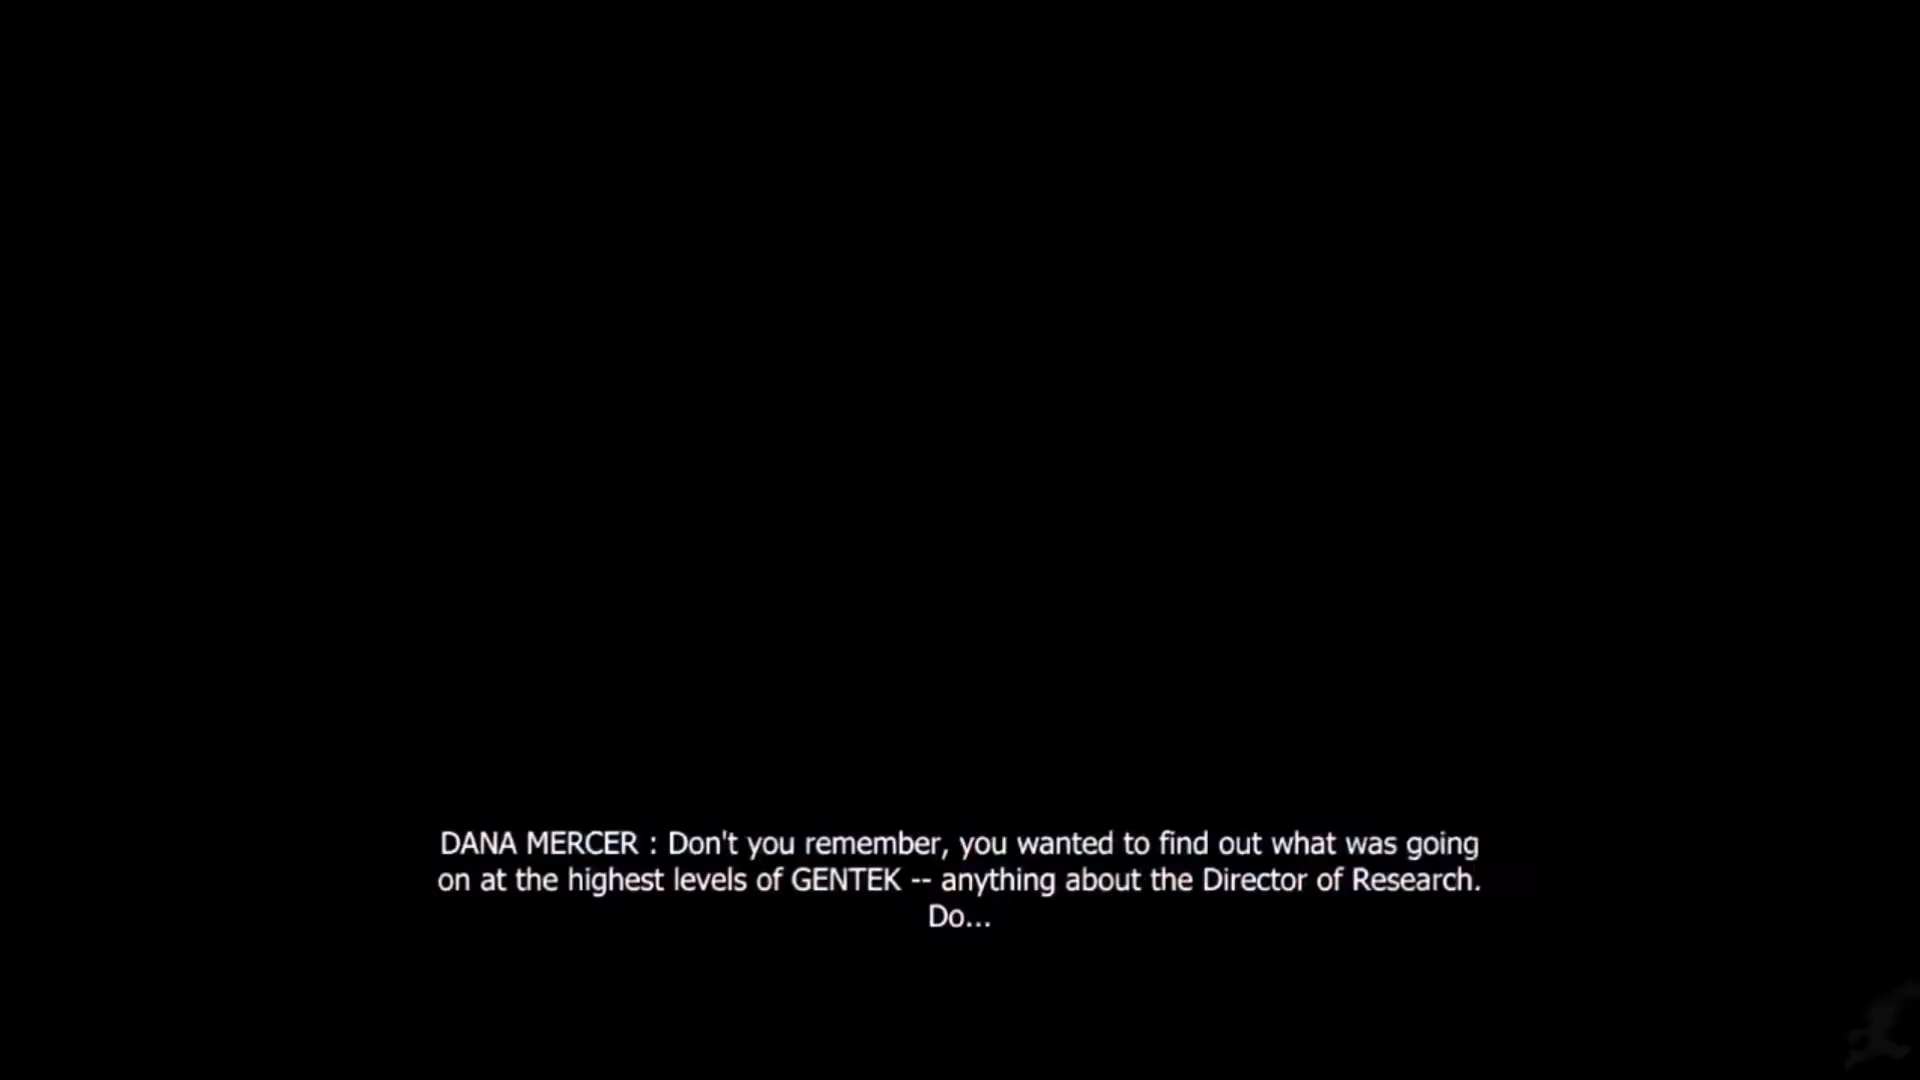 DANA MERCER : Don't you remember, you wanted to find out what was going
on at the highest levels of GENTEK -- anything about the Director of Research.
Do...